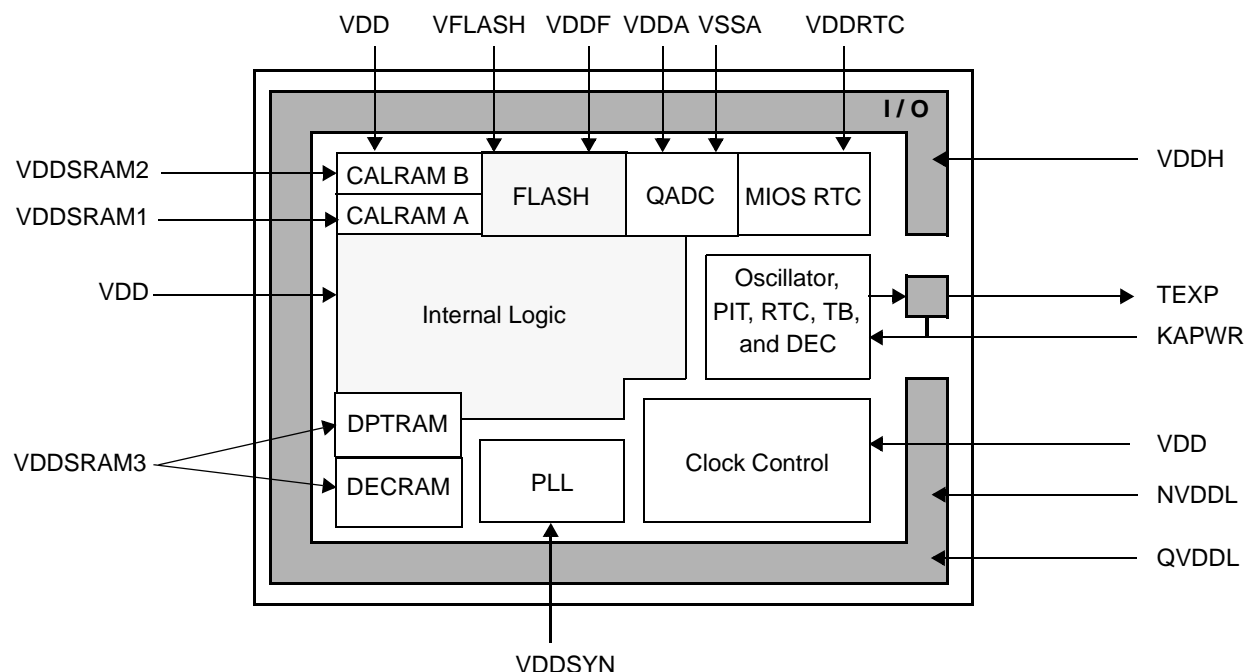 VDD VFLASH VDDF VDDA VSSA VDDRTC
I / O
VDDSRAM2
CALRAM B
FLASH
QADC
MIOS RTC
VDDH
VDDSRAM1
CALRAM A
VDD
Internal Logic
Oscillator,
PIT, RTC, TB,
and DEC
TEXP
KAPWR
DPTRAM
VDDSRAM3
DECRAM
PLL
Clock Control
VDD
NVDDL
QVDDL
VDDSYN